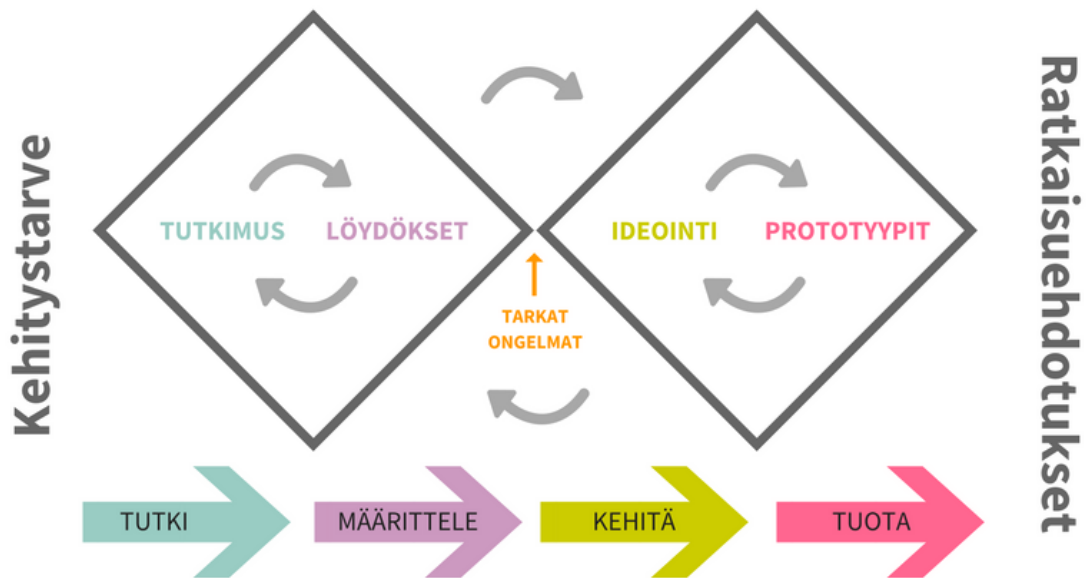 Kehitystarve
TUTKIMUS
LÖYDÖKSET
IDEOINTI
PROTOTYYPIT
TARKAT
ONGELMAT
Ratkaisuehdotukset
TUTKI
MÄÄRITTELE
KEHITÄ
TUOTA